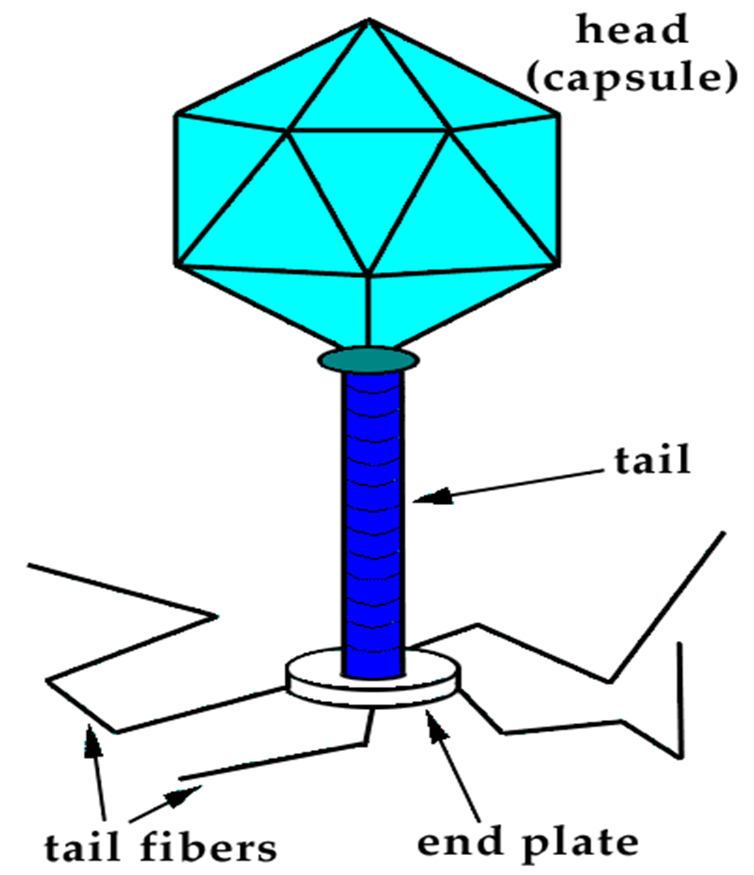 head
(capsule)
tail
tail fibers
end plate